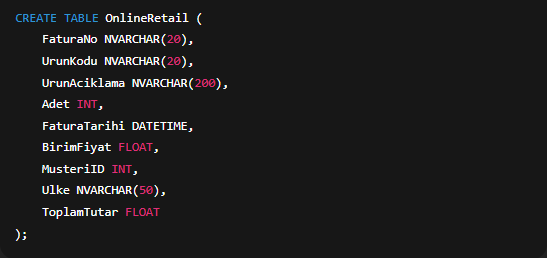 CREATE TABLE OnlineRetail (
    FaturaNo NVARCHAR(20),
    UrunKodu NVARCHAR(20),
    UrunAciklama NVARCHAR(200),
    Adet INT,
    FaturaTarihi DATETIME,
    BirimFiyat FLOAT,
    MusteriID INT,
    Ulke NVARCHAR(50),
    ToplamTutar FLOAT
);